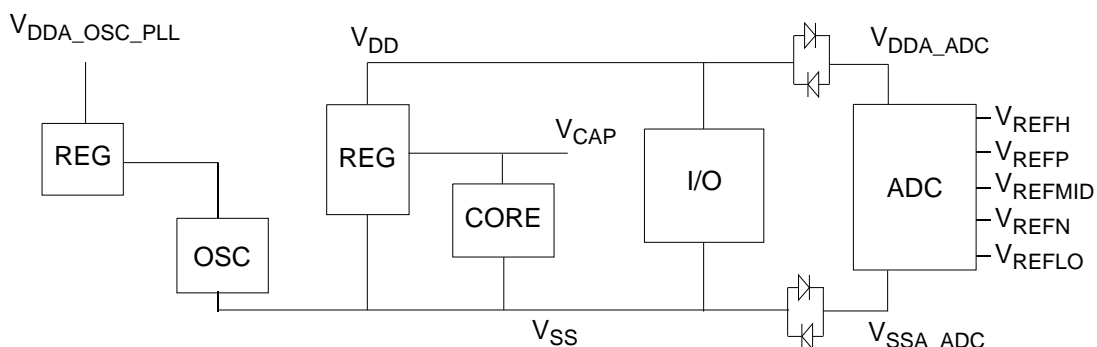 VDDA_OSC_PLL
VDD
VDDA_ADC
REG
REG
VCAP
CORE
I/O
ADC
VREFH
VREFP
VREFMID
VREFN
VREFLO
OSC
VSS
VSSA_ADC